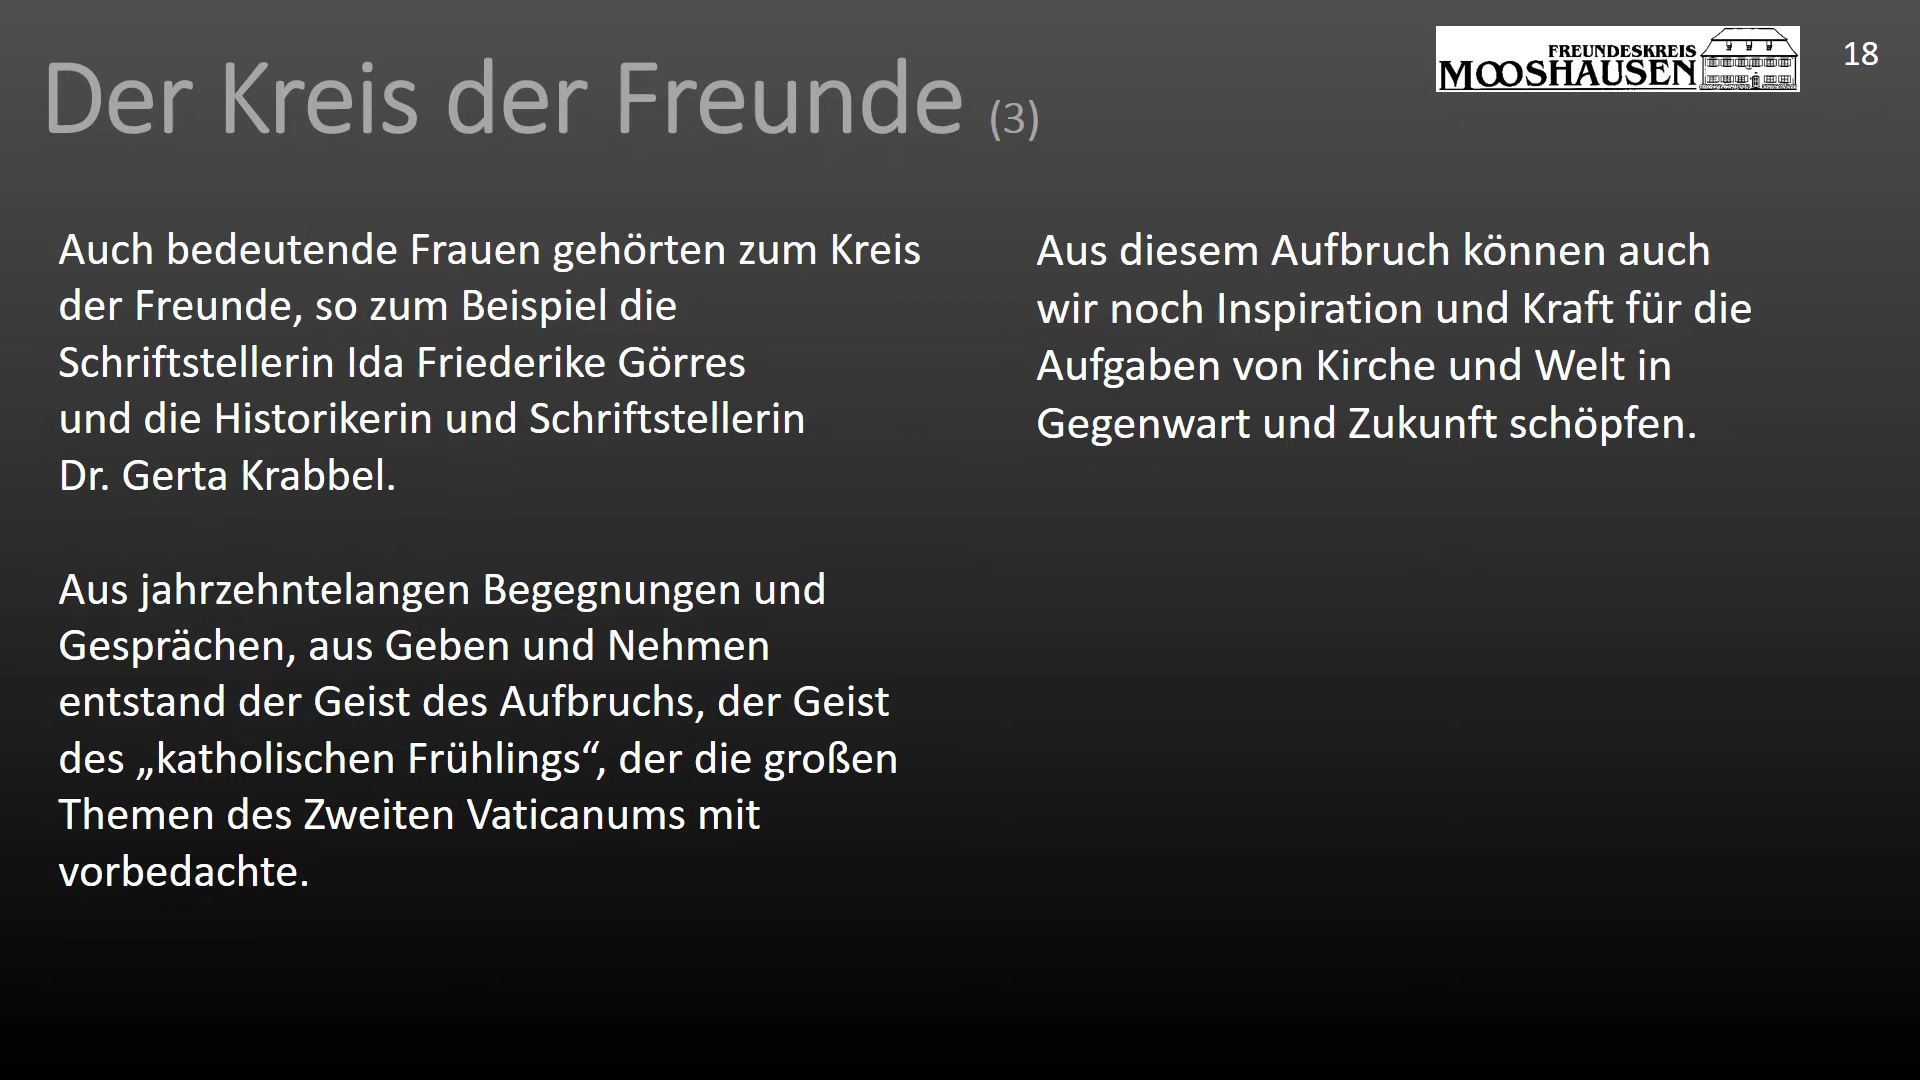 Der Kreis der Freunde (3)
FREUNDESKREIS
MOOSHAUSEN
18
Auch bedeutende Frauen gehörten zum Kreis
der Freunde, so zum Beispiel die
Schriftstellerin Ida Friederike Görres
und die Historikerin und Schriftstellerin
Dr. Gerta Krabbel.
Aus jahrzehntelangen Begegnungen und
Gesprächen, aus Geben und Nehmen
entstand der Geist des Aufbruchs, der Geist
des „katholischen Frühlings“, der die großen
Themen des Zweiten Vaticanums mit
vorbedachte.
Aus diesem Aufbruch können auch
wir noch Inspiration und Kraft für die
Aufgaben von Kirche und Welt in
Gegenwart und Zukunft schöpfen.